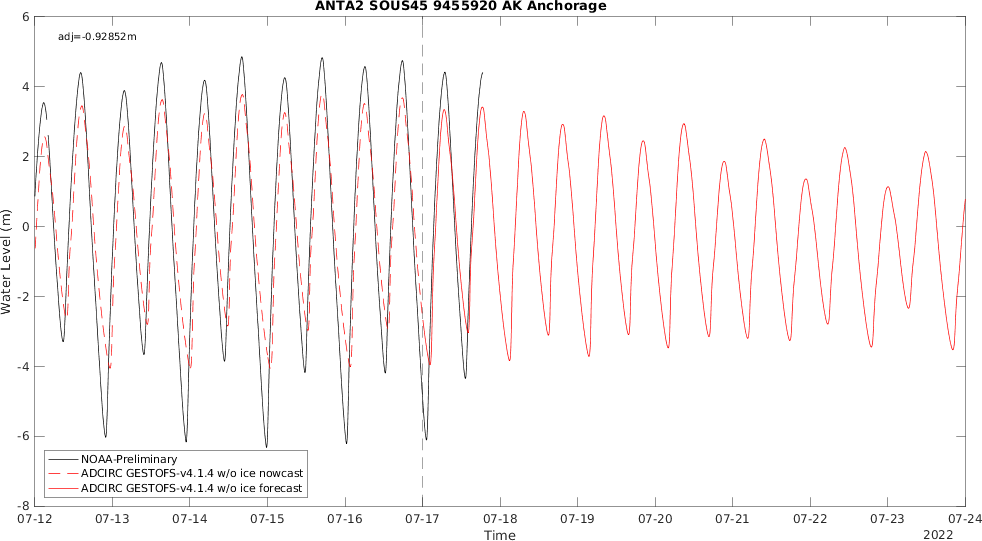 ANTA2 SOUS45 9455920 AK Anchorage
adj=-0.92852m
6
4
2
0
-2
-4
-6
-8
Water Level (m)
NOAA-Preliminary
ADCIRC GESTOFS-v4.1.4 w/o ice nowcast
ADCIRC GESTOFS-v4.1.4 w/o ice forecast
07-12 07-13 07-14 07-15 07-16 07-17 07-18 07-19 07-20 07-21 07-22 07-23 07-24
Time
2022